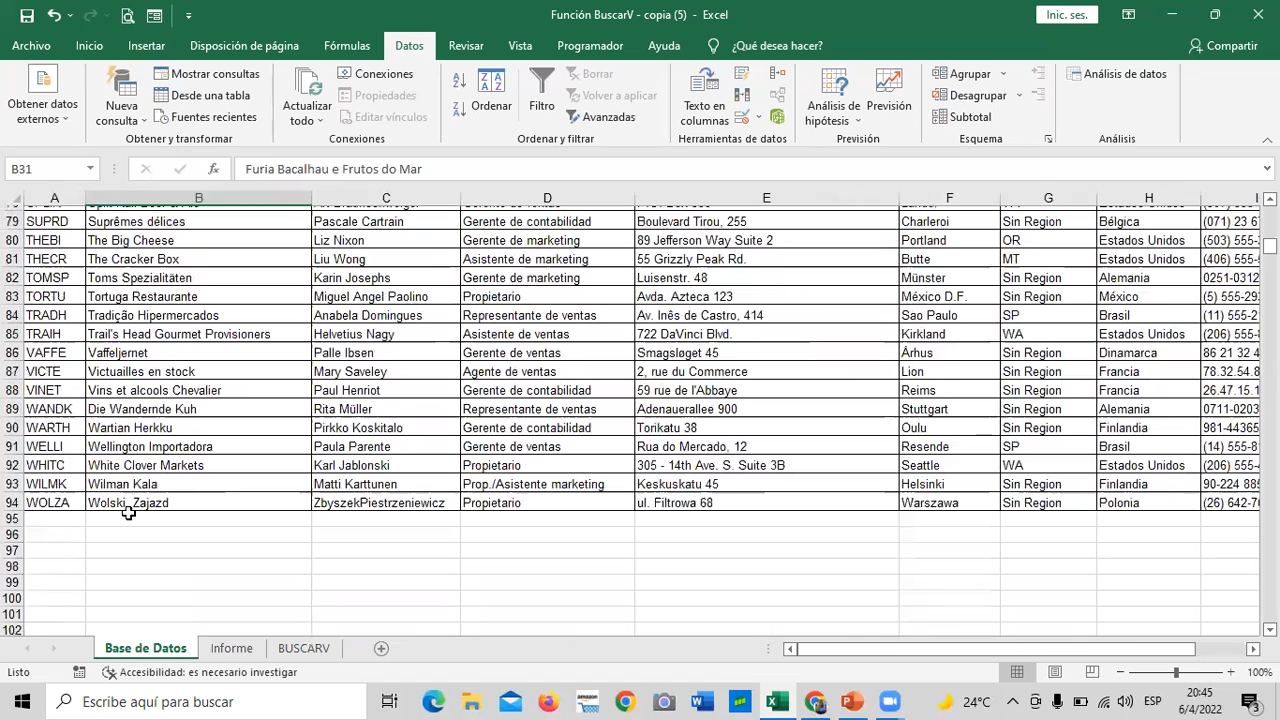 Función BuscarV - copia (5) - Excel
Inic. ses.
Archivo Inicio Insertar Disposición de página Fórmulas Datos Revisar Vista Programador Ayuda ¿Qué desea hacer? Compartir
Obtener datos externos
Nueva consulta
Mostrar consultas
Desde una tabla
Fuentes recientes
Obtener y transformar
Actualizar todo
Conexiones
Propiedades
Editar vínculos
Conexiones
Ordenar
Filtro
Borrar
Volver a aplicar
Avanzadas
Ordenar y filtrar
Texto en columnas
Herramientas de datos
Análisis de hipótesis
Previsión
Previsión
Agrupar
Desagrupar
Subtotal
Esquema
Análisis de datos
Análisis
B31 fx Furia Bacalhau e Frutos do Mar
A B C D E F G H I
79 SUPRD Suprêmes délices Pascale Cartrain Gerente de contabilidad Boulevard Tirou, 255 Charleroi Sin Region Bélgica (071) 23 6
80 THEBI The Big Cheese Liz Nixon Gerente de marketing 89 Jefferson Way Suite 2 Portland OR Estados Unidos (503) 555-
81 THECR The Cracker Box Liu Wong Asistente de marketing 55 Grizzly Peak Rd. Butte MT Estados Unidos (406) 555-
82 TOMSP Toms Spezialitäten Karin Josephs Gerente de marketing Luisenstr. 48 Münster Sin Region Alemania 0251-0312
83 TORTU Tortuga Restaurante Miguel Angel Paolino Propietario Avda. Azteca 123 México D.F. Sin Region México (5) 555-29
84 TRADH Tradição Hipermercados Anabela Domingues Representante de ventas Av. Inês de Castro, 414 Sao Paulo SP Brasil (11) 555-2
85 TRAIH Trail's Head Gourmet Provisioners Helvetius Nagy Asistente de ventas 722 DaVinci Blvd. Kirkland WA Estados Unidos (206) 555-
86 VAFFE Vaffeljernet Palle Ibsen Gerente de ventas Smagsløget 45 Århus Sin Region Dinamarca 86 21 32 4
87 VICTE Victuailles en stock Mary Saveley Agente de ventas 2, rue du Commerce Lion Sin Region Francia 78.32.54.8
88 VINET Vins et alcools Chevalier Paul Henriot Gerente de contabilidad 59 rue de l'Abbaye Reims Sin Region Francia 26.47.15.1
89 WANDK Die Wandernde Kuh Rita Müller Representante de ventas Adenauerallee 900 Stuttgart Sin Region Alemania 0711-0203
90 WARTH Wartian Herkku Pirkko Koskitalo Gerente de contabilidad Torikatu 38 Oulu Sin Region Finlandia 981-44365
91 WELLI Wellington Importadora Paula Parente Gerente de ventas Rua do Mercado, 12 Resende SP Brasil (14) 555-8
92 WHITC White Clover Markets Karl Jablonski Propietario 305 - 14th Ave. S. Suite 3B Seattle WA Estados Unidos (206) 555-
93 WILMK Wilman Kala Matti Karttunen Prop./Asistente marketing Keskuskatu 45 Helsinki Sin Region Finlandia 90-224 88
94 WOLZA Wolski Zajazd ZbyszekPiestrzeniewicz Propietario ul. Filtrowa 68 Warszawa Sin Region Polonia (26) 642-7
95
96
97
98
99
100
101
102
Base de Datos Informe BUSCARV
Listo Accesibilidad: es necesario investigar 100%
Escribe aquí para buscar 24°C ESP 20:45
6/4/2022